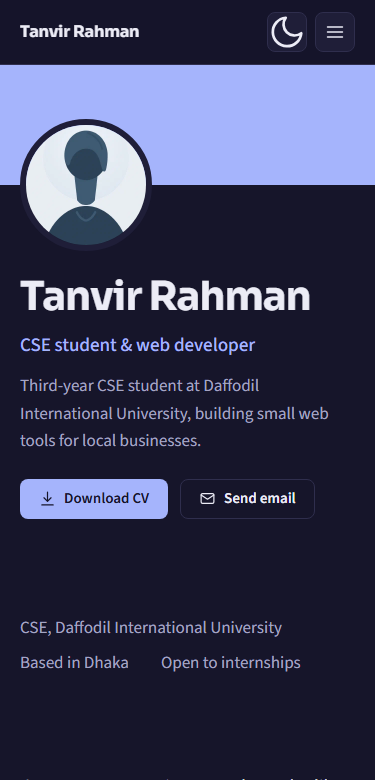 Tanvir Rahman
Tanvir Rahman
CSE student & web developer
Third-year CSE student at Daffodil
International University, building small web
tools for local businesses.
Download CV
Send email
CSE, Daffodil International University
Based in Dhaka
Open to internships